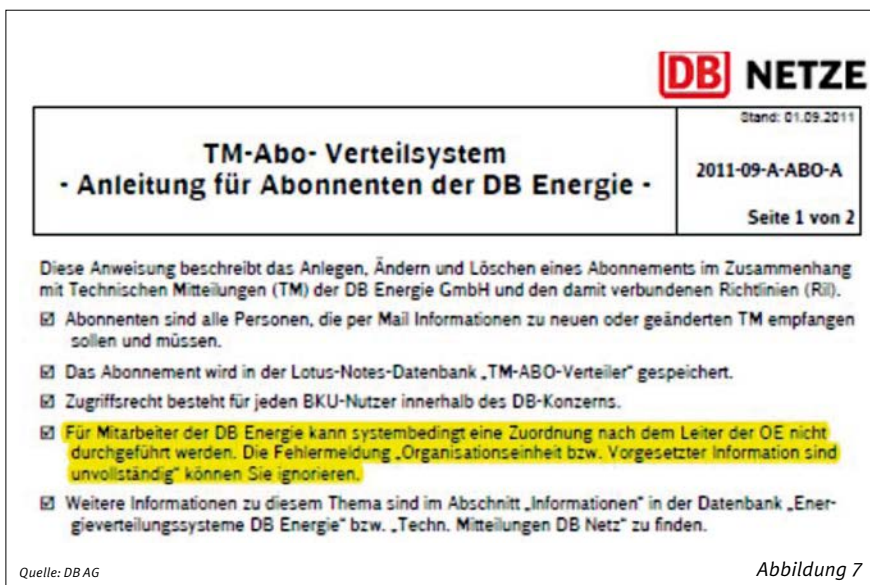 DB NETZE
Stand: 01.09.2011
TM-Abo- Verteilsystem
- Anleitung für Abonnenten der DB Energie -
2011-09-A-ABO-A
Seite 1 von 2
Diese Anweisung beschreibt das Anlegen, Ändern und Löschen eines Abonnements im Zusammenhang
mit Technischen Mitteilungen (TM) der DB Energie GmbH und den damit verbundenen Richtlinien (Ril).
☑ Abonnenten sind alle Personen, die per Mail Informationen zu neuen oder geänderten TM empfangen
sollen und müssen.
☑ Das Abonnement wird in der Lotus-Notes-Datenbank „TM-ABO-Verteiler“ gespeichert.
☑ Zugriffsrecht besteht für jeden BKU-Nutzer innerhalb des DB-Konzerns.
☑ Für Mitarbeiter der DB Energie kann systembedingt eine Zuordnung nach dem Leiter der OE nicht
durchgeführt werden. Die Fehlermeldung „Organisationseinheit bzw. Vorgesetzter Information sind
unvollständig“ können Sie ignorieren.
☑ Weitere Informationen zu diesem Thema sind im Abschnitt „Informationen“ in der Datenbank „Ener-
gieverteilungssysteme DB Energie“ bzw. „Techn. Mitteilungen DB Netz“ zu finden.
Quelle: DB AG
Abbildung 7